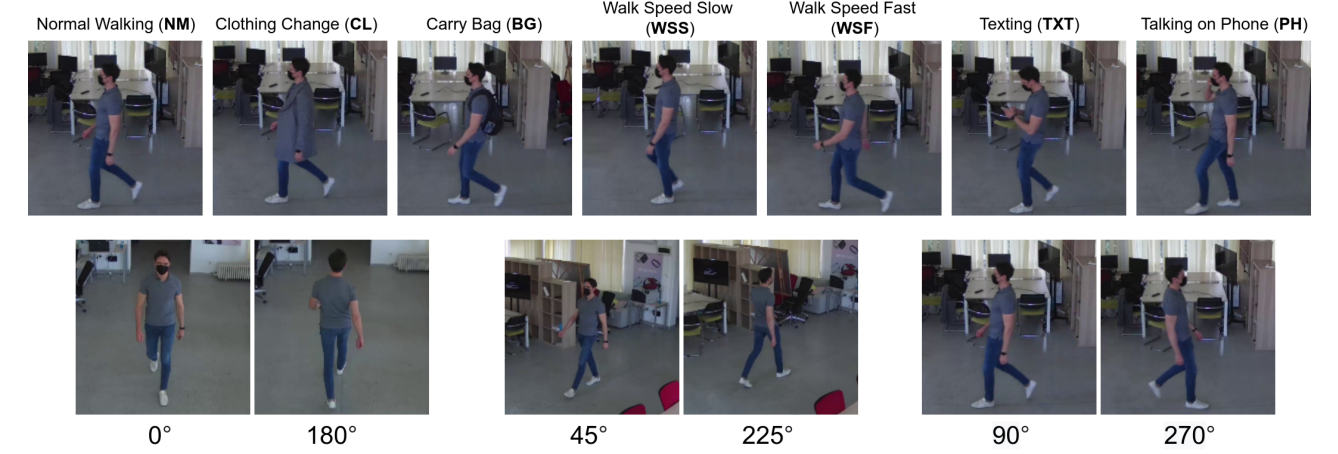 Normal Walking (NM)
Clothing Change (CL)
Carry Bag (BG)
Walk Speed Slow
(WSS)
Walk Speed Fast
(WSF)
Texting (TXT)
Talking on Phone (PH)
0°
180°
45°
225°
90°
270°